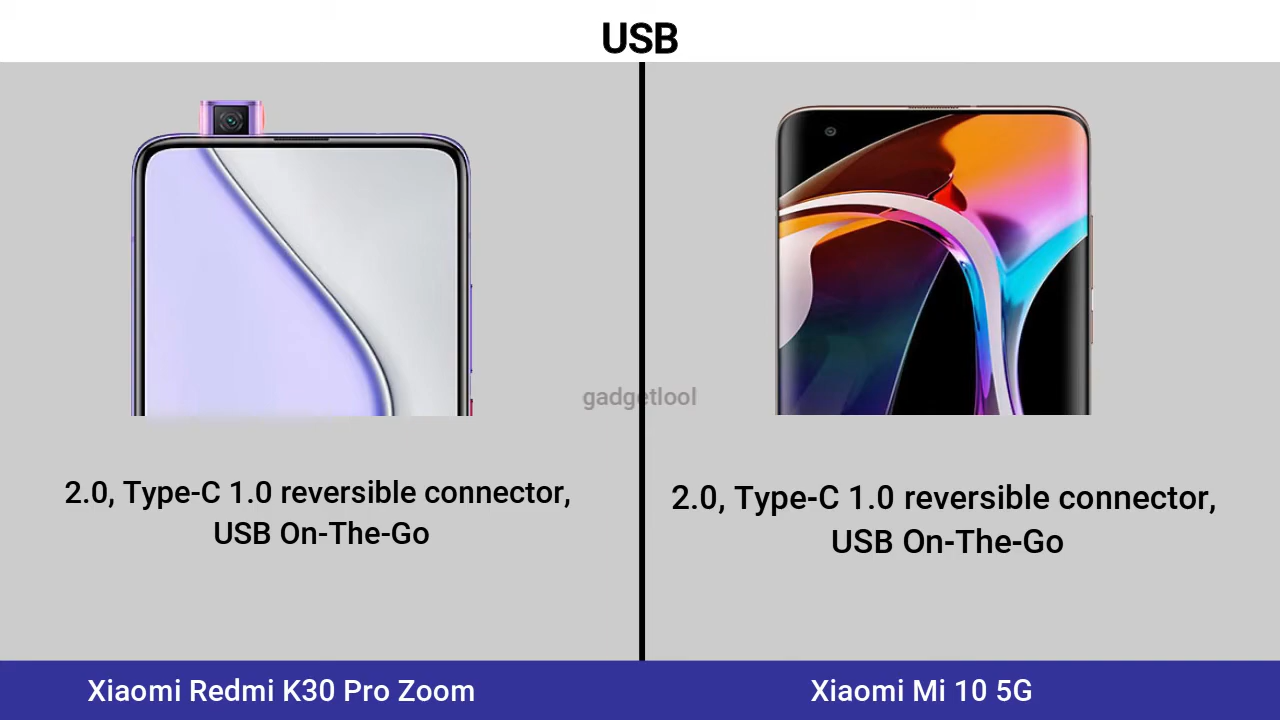 USB
gadgetlool
2.0, Type-C 1.0 reversible connector,
USB On-The-Go
2.0, Type-C 1.0 reversible connector,
USB On-The-Go
Xiaomi Redmi K30 Pro Zoom
Xiaomi Mi 10 5G